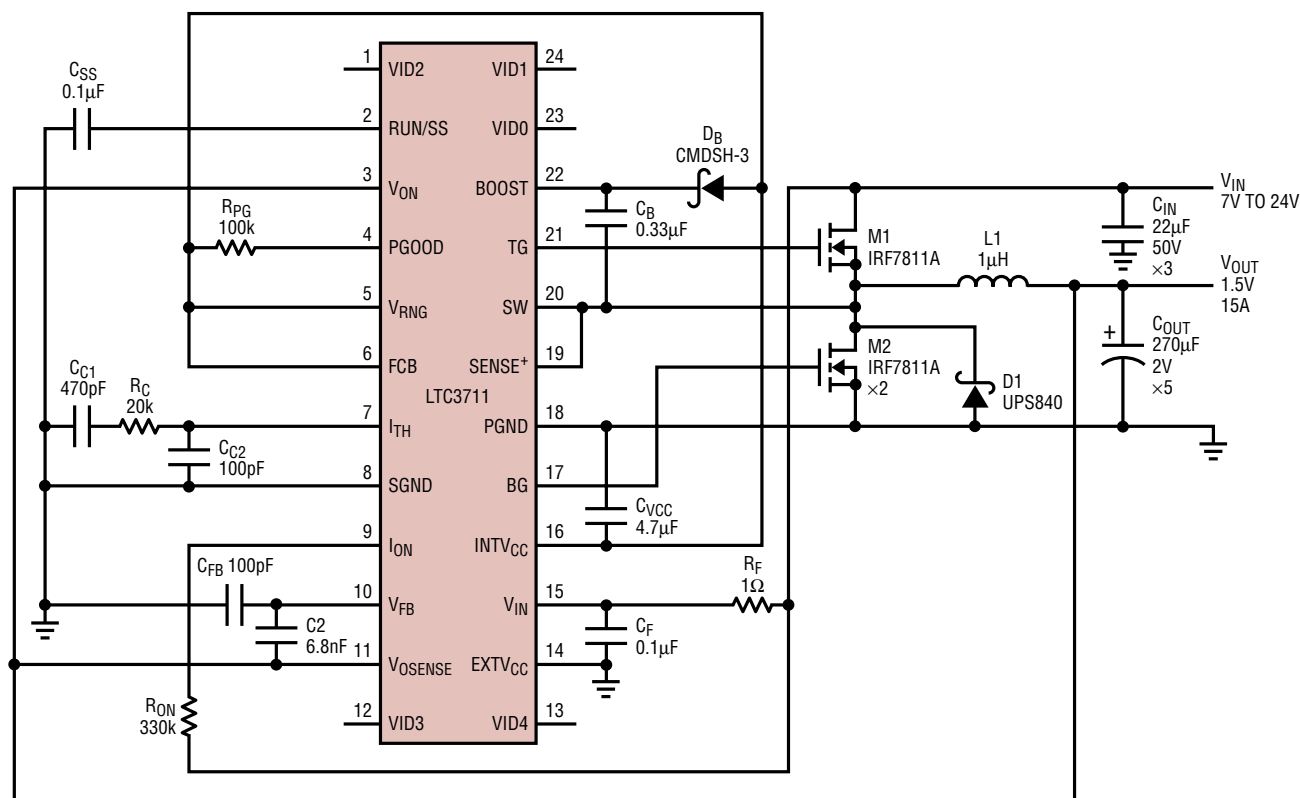 CSS
0.1µF
1
VID2
2
RUN/SS
3
VON
RPG
100k
4
PGOOD
5
VRNG
6
FCB
CC1
470pF
RC
20k
7
ITH
CC2
100pF
8
SGND
9
ION
CFB 100pF
10
VFB
C2
6.8nF
11
VOSENSE
RON
330k
12
VID3
LTC3711
24
VID1
23
VID0
22
BOOST
21
TG
20
SW
19
SENSE+
18
PGND
17
BG
16
INTVCC
15
VIN
14
EXTVCC
13
VID4
DB
CMDSH-3
CB
0.33µF
M1
IRF7811A
L1
1µH
M2
IRF7811A
×2
D1
UPS840
CVCC
4.7µF
RF
1Ω
CF
0.1µF
VIN
7V TO 24V
CIN
22µF
50V
×3
VOUT
1.5V
15A
+
COUT
270µF
2V
×5